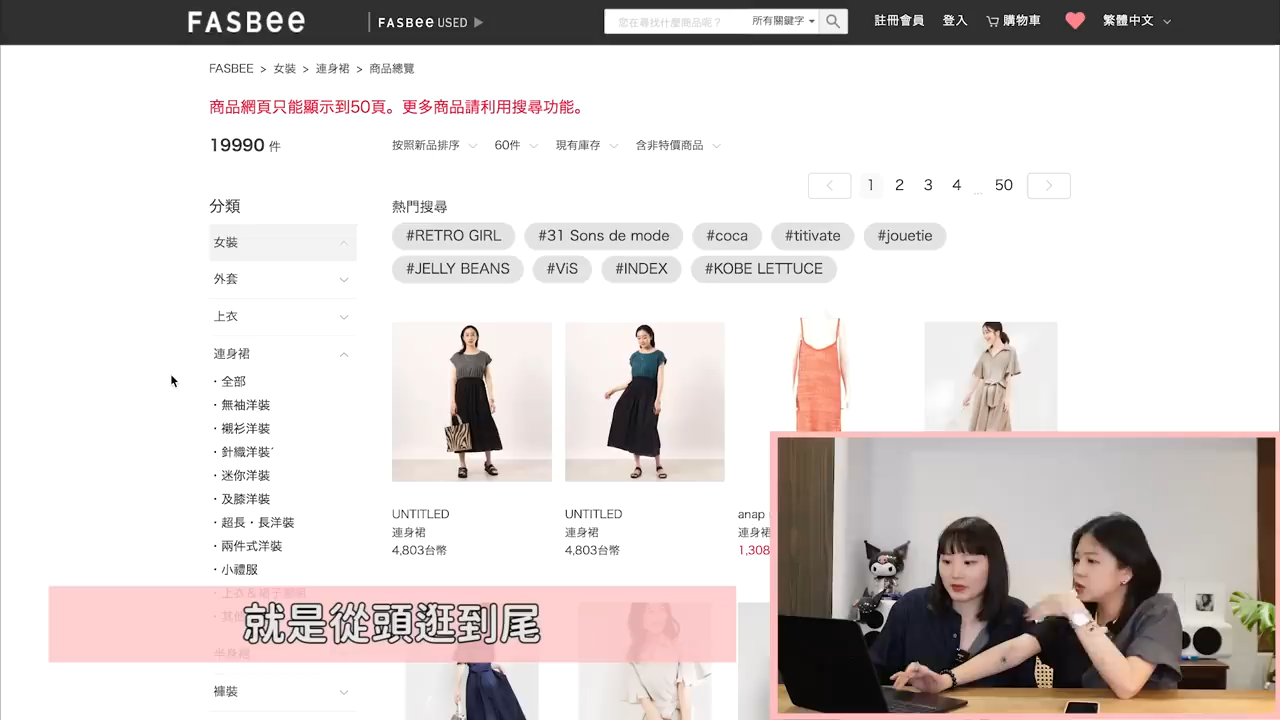 FASBEE
FASBEE USED
您在尋找什麼商品呢？
所有關鍵字
註冊會員
登入
購物車
繁體中文
FASBEE > 女裝 > 連身裙 > 商品總覽
商品網頁只能顯示到50頁。更多商品請利用搜尋功能。
19990 件
按照新品排序
60件
現有庫存
含非特價商品
1 2 3 4 ... 50
分類
熱門搜尋
#RETRO GIRL
#31 Sons de mode
#coca
#titivate
#jouetie
#JELLY BEANS
#ViS
#INDEX
#KOBE LETTUCE
女裝
外套
上衣
連身裙
・全部
・無袖洋裝
・襯衫洋裝
・針織洋裝
・迷你洋裝
・及膝洋裝
・超長・長洋裝
・兩件式洋裝
・小禮服
半身裙
褲裝
UNTITLED
連身裙
4,803台幣
UNTITLED
連身裙
4,803台幣
anap
連身裙
1,308
就是從頭逛到尾